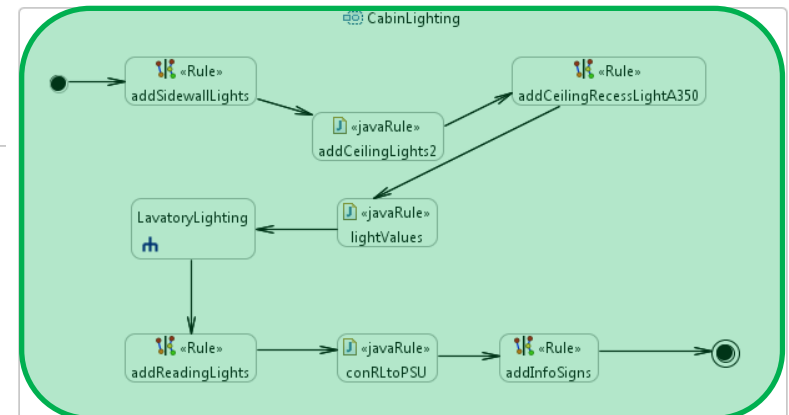 CabinLighting
«Rule»
addSidewallLights
«javaRule»
addCeilingLights2
«Rule»
addCeilingRecessLightA350
«javaRule»
lightValues
LavatoryLighting
«Rule»
addReadingLights
«javaRule»
conRLtoPSU
«Rule»
addInfoSigns